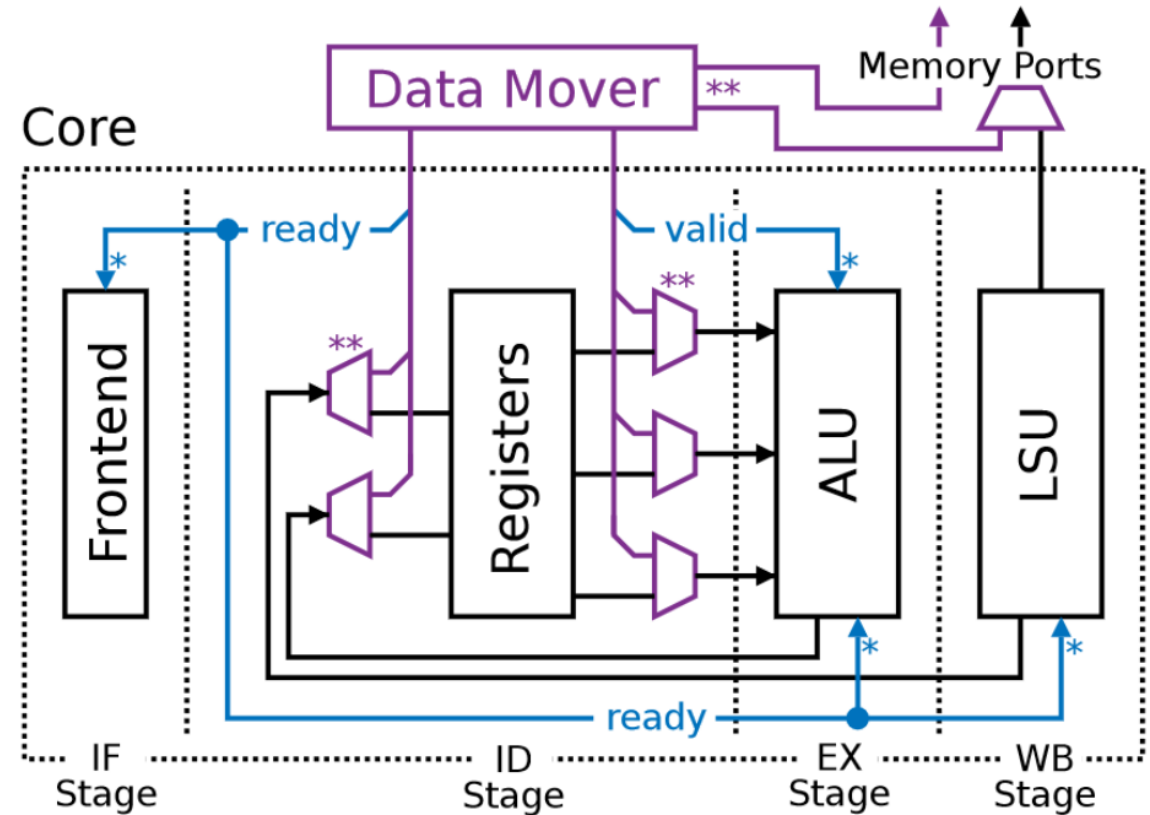 Memory Ports
Data Mover
**
Core
ready
valid
*
*
**
**
Frontend
Registers
ALU
LSU
*
*
ready
IF
Stage
ID
Stage
EX
Stage
WB
Stage